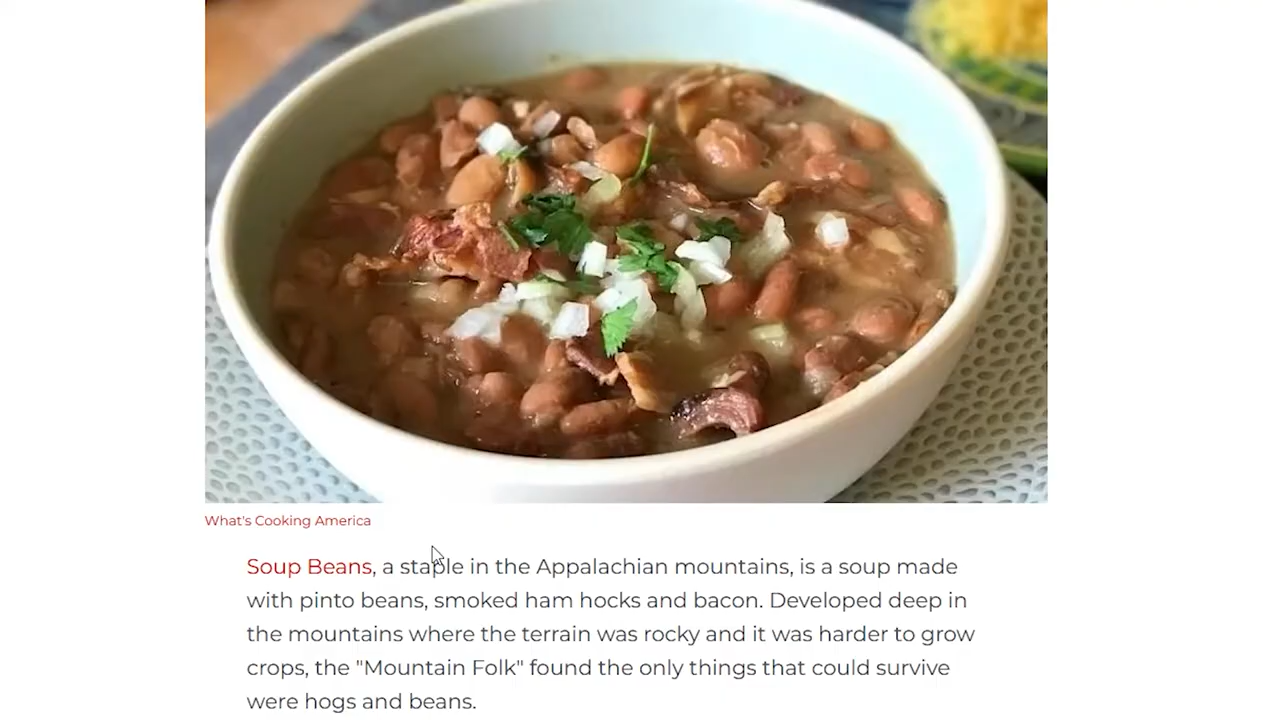 What's Cooking America
Soup Beans, a staple in the Appalachian mountains, is a soup made
with pinto beans, smoked ham hocks and bacon. Developed deep in
the mountains where the terrain was rocky and it was harder to grow
crops, the "Mountain Folk" found the only things that could survive
were hogs and beans.